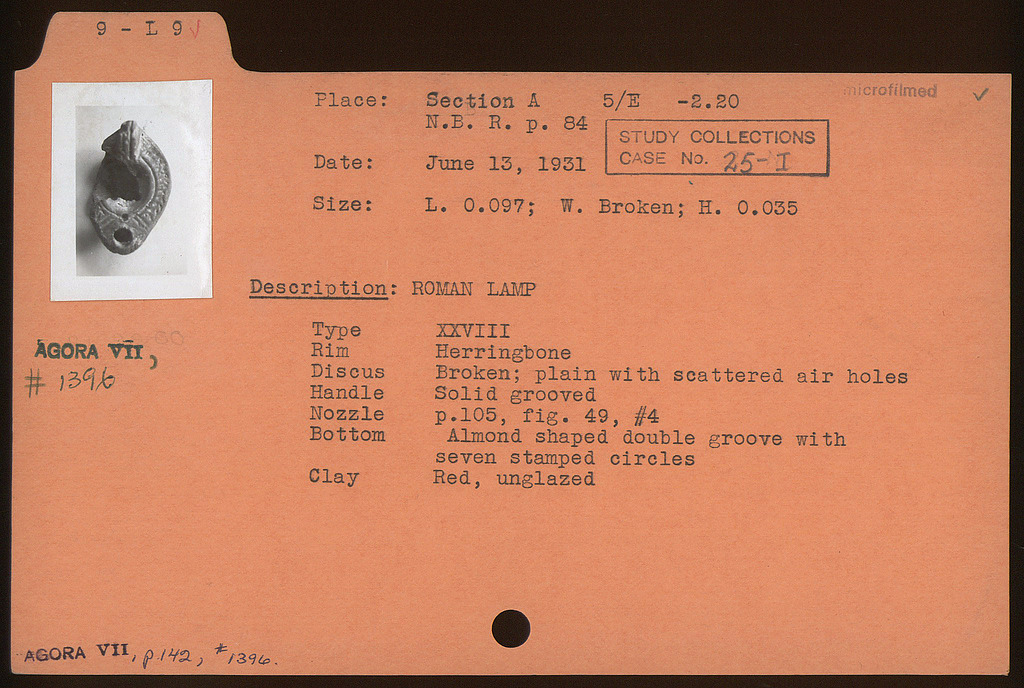 9 - L 9 ✓
microfilmed ✓
Place: Section A 5/E -2.20
N.B. R. p. 84
STUDY COLLECTIONS
CASE No. 25-I
Date: June 13, 1931
Size: L. 0.097; W. Broken; H. 0.035
Description: ROMAN LAMP
Type XXVIII
Rim Herringbone
Discus Broken; plain with scattered air holes
Handle Solid grooved
Nozzle p.105, fig. 49, #4
Bottom Almond shaped double groove with
seven stamped circles
Clay Red, unglazed
AGORA VII,
# 1396
AGORA VII, p.142, #1396.